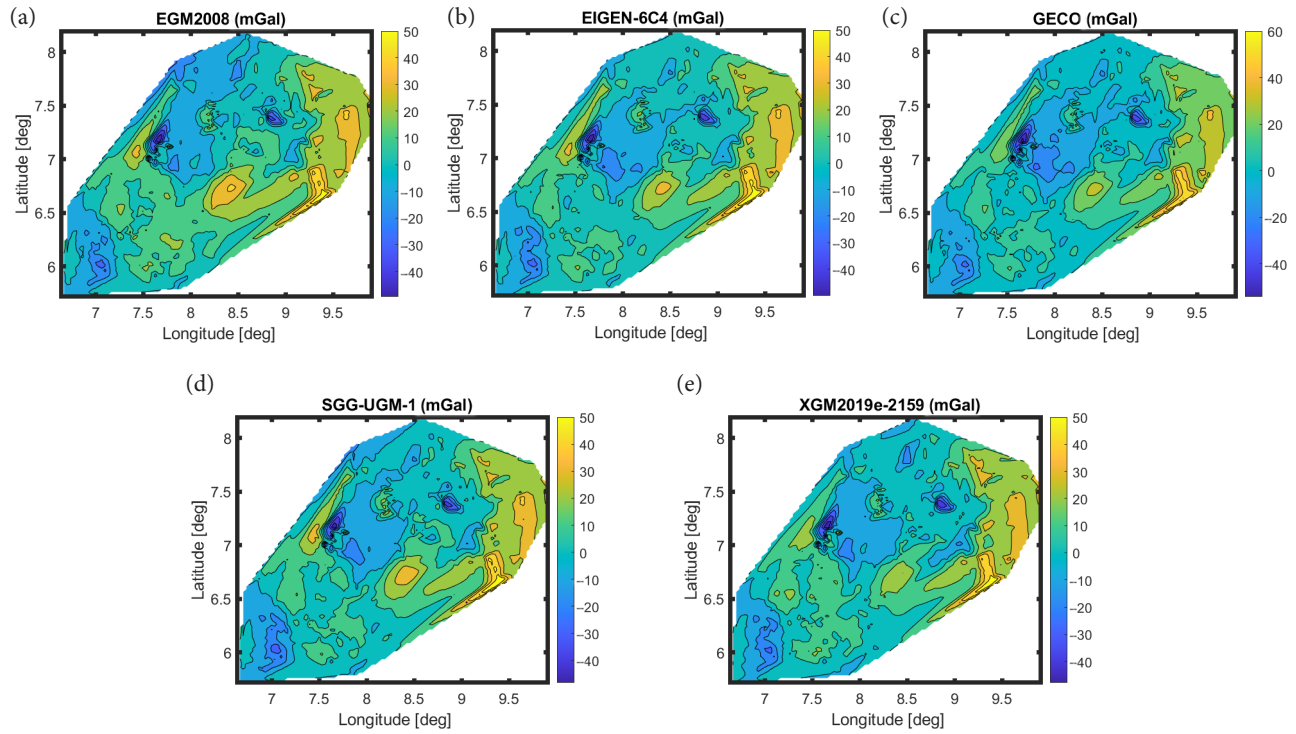 (a)
EGM2008 (mGal)
8
7.5
7
6.5
6
Latitude [deg]
7 7.5 8 8.5 9 9.5
Longitude [deg]
50
40
30
20
10
0
−10
−20
−30
−40
(b)
EIGEN-6C4 (mGal)
8
7.5
7
6.5
6
Latitude [deg]
7 7.5 8 8.5 9 9.5
Longitude [deg]
50
40
30
20
10
0
−10
−20
−30
−40
(c)
GECO (mGal)
8
7.5
7
6.5
6
Latitude [deg]
7 7.5 8 8.5 9 9.5
Longitude [deg]
60
40
20
0
−20
−40
(d)
SGG-UGM-1 (mGal)
8
7.5
7
6.5
6
Latitude [deg]
7 7.5 8 8.5 9 9.5
Longitude [deg]
50
40
30
20
10
0
−10
−20
−30
−40
(e)
XGM2019e-2159 (mGal)
8
7.5
7
6.5
6
Latitude [deg]
7 7.5 8 8.5 9 9.5
Longitude [deg]
50
40
30
20
10
0
−10
−20
−30
−40